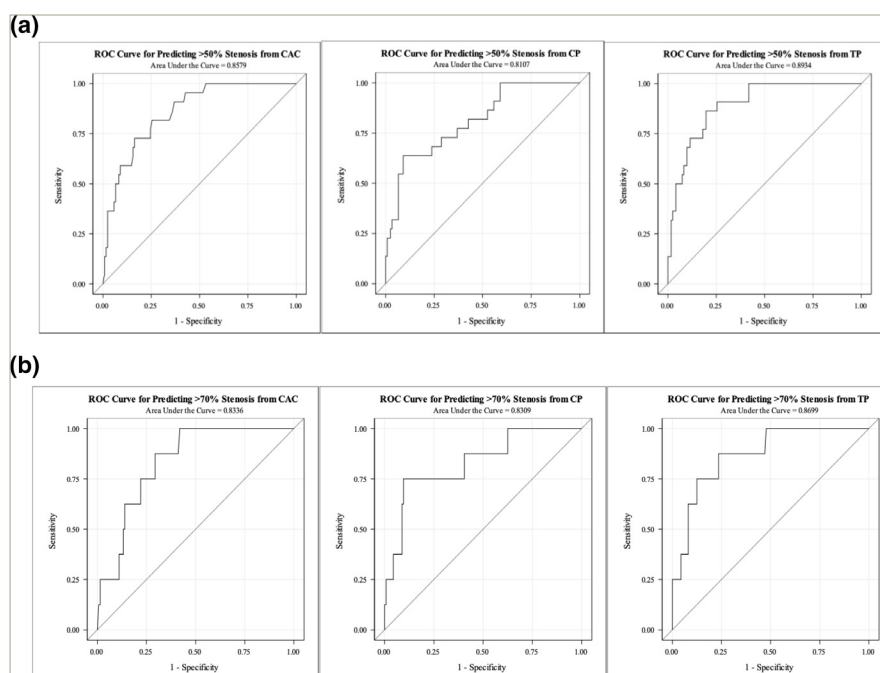 (a)
ROC Curve for Predicting >50% Stenosis from CAC
Area Under the Curve = 0.8579
1.00
0.75
0.50
0.25
0.00
Sensitivity
0.00 0.25 0.50 0.75 1.00
1 - Specificity
ROC Curve for Predicting >50% Stenosis from CP
Area Under the Curve = 0.8107
1.00
0.75
0.50
0.25
0.00
Sensitivity
0.00 0.25 0.50 0.75 1.00
1 - Specificity
ROC Curve for Predicting >50% Stenosis from TP
Area Under the Curve = 0.8934
1.00
0.75
0.50
0.25
0.00
Sensitivity
0.00 0.25 0.50 0.75 1.00
1 - Specificity
(b)
ROC Curve for Predicting >70% Stenosis from CAC
Area Under the Curve = 0.8336
1.00
0.75
0.50
0.25
0.00
Sensitivity
0.00 0.25 0.50 0.75 1.00
1 - Specificity
ROC Curve for Predicting >70% Stenosis from CP
Area Under the Curve = 0.8309
1.00
0.75
0.50
0.25
0.00
Sensitivity
0.00 0.25 0.50 0.75 1.00
1 - Specificity
ROC Curve for Predicting >70% Stenosis from TP
Area Under the Curve = 0.8699
1.00
0.75
0.50
0.25
0.00
Sensitivity
0.00 0.25 0.50 0.75 1.00
1 - Specificity